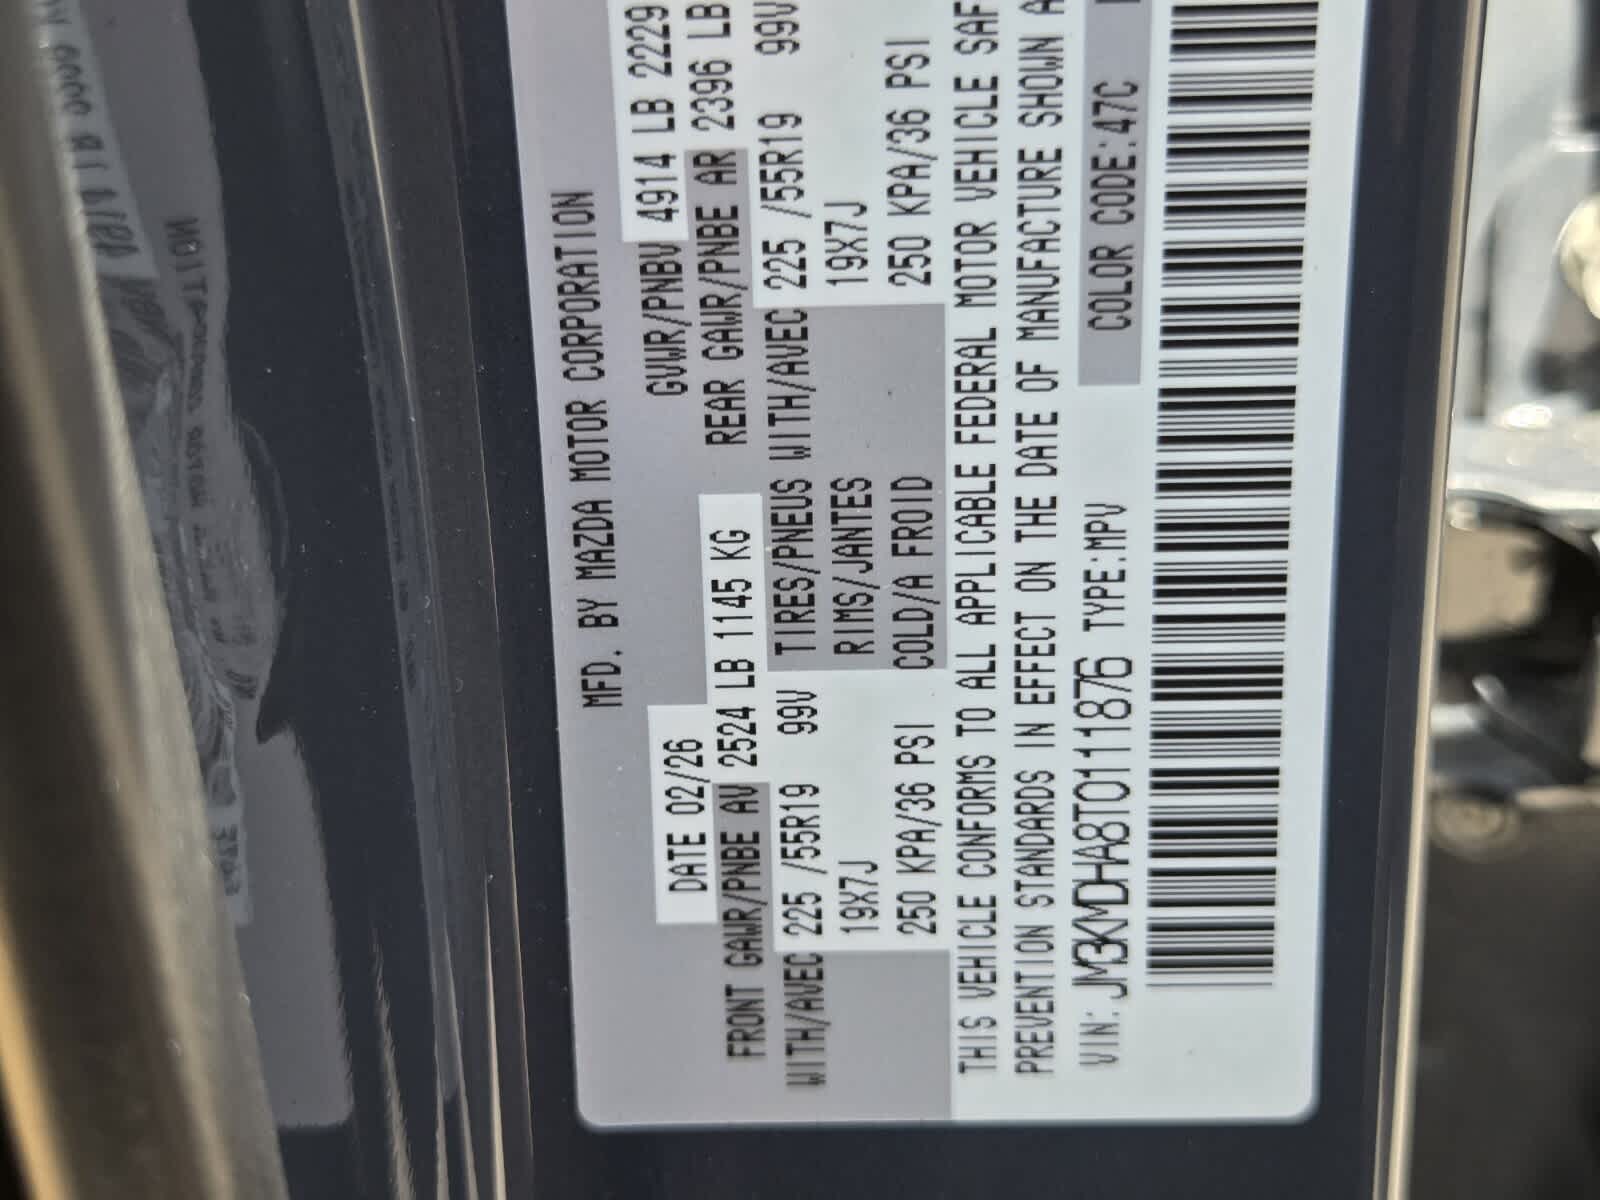 MFD. BY MAZDA MOTOR CORPORATION
DATE 02/26 GVWR/PNBV 4914 LB 2229
FRONT GAWR/PNBE AV 2524 LB 1145 KG REAR GAWR/PNBE AR 2396 LB
WITH/AVEC 225 /55R19 99V TIRES/PNEUS WITH/AVEC 225 /55R19 99V
19X7J RIMS/JANTES 19X7J
250 KPA/36 PSI COLD/A FROID 250 KPA/36 PSI
THIS VEHICLE CONFORMS TO ALL APPLICABLE FEDERAL MOTOR VEHICLE SAF
PREVENTION STANDARDS IN EFFECT ON THE DATE OF MANUFACTURE SHOWN A
VIN: JM3KMDHA8T0111876 TYPE:MPV COLOR CODE:47C